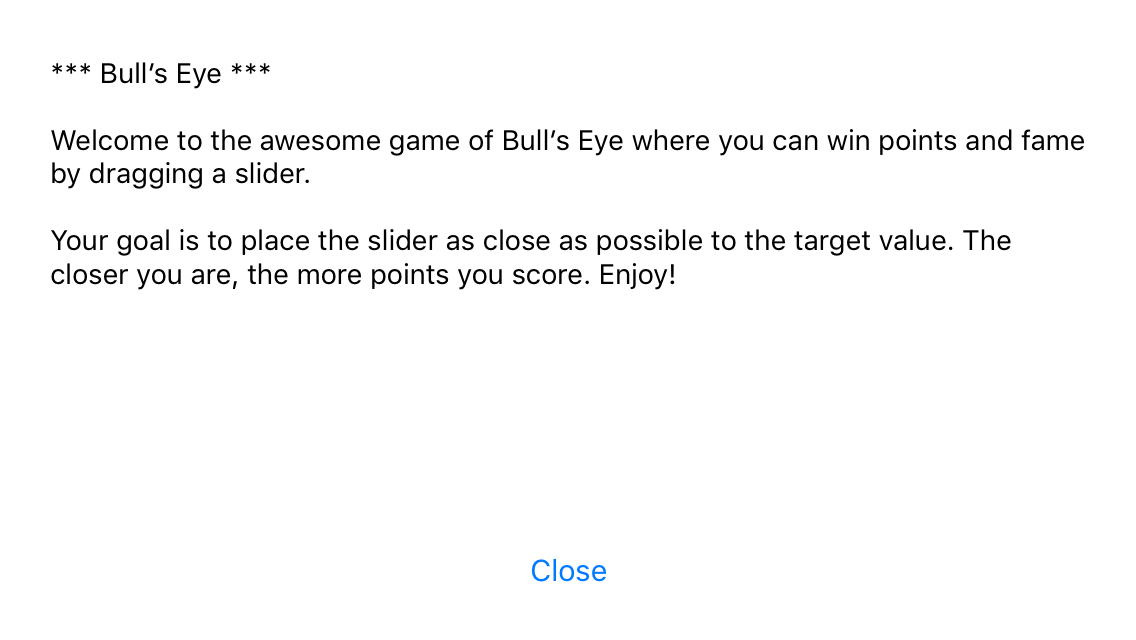 *** Bull’s Eye ***
Welcome to the awesome game of Bull’s Eye where you can win points and fame
by dragging a slider.
Your goal is to place the slider as close as possible to the target value. The
closer you are, the more points you score. Enjoy!
Close